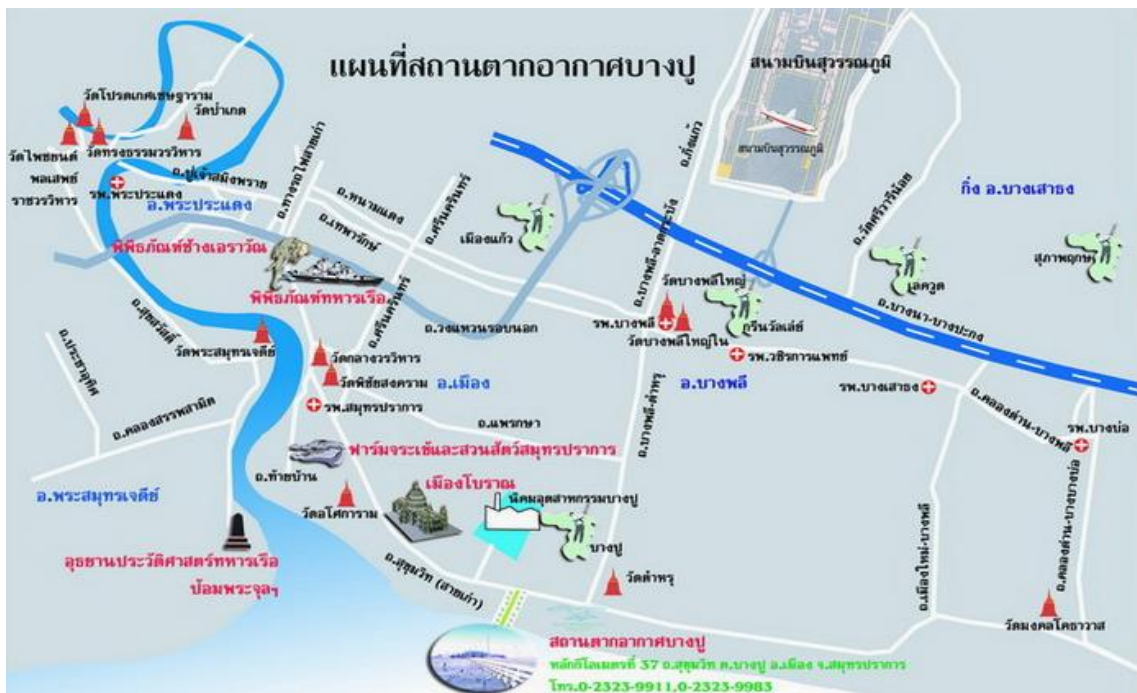 แผนที่สถานตากอากาศบางปู
สนามบินสุวรรณภูมิ
สนามบินสุวรรณภูมิ
วัดโปรดเกศเชษฐาราม
วัดป่าเกด
วัดทรงธรรมวรวิหาร
วัดไพชยนต์
พลเสพย์
ราชวรวิหาร
รพ.พระประแดง
ถ.ปู่เจ้าสมิงพราย
อ.พระประแดง
ถ.ทางรถไฟสายเก่า
ถ.หนามแดง
ถ.เทพารักษ์
ถ.ศรีนครินทร์
เมืองแก้ว
ถ.กิ่งแก้ว
ถ.วัดศรีวารีน้อย
กิ่ง อ.บางเสาธง
สุภาพฤกษ์
เลควูด
พิพิธภัณฑ์ช้างเอราวัณ
พิพิธภัณฑ์ทหารเรือ
ถ.ศรีนครินทร์
ถ.วงแหวนรอบนอก
ถ.บางพลี-ลาดกระบัง
วัดบางพลีใหญ่
รพ.บางพลี
วัดบางพลีใหญ่ใน
กรีนวัลเล่ย์
ถ.บางนา-บางปะกง
รพ.วชิรการแพทย์
รพ.บางเสาธง
ถ.สุขสวัสดิ์
ถ.ประชาอุทิศ
วัดพระสมุทรเจดีย์
วัดกลางวรวิหาร
วัดพิชัยสงคราม
อ.เมือง
อ.บางพลี
รพ.สมุทรปราการ
ถ.แพรกษา
ถ.บางพลี-ตำหรุ
ถ.คลองด่าน-บางพลี
รพ.บางบ่อ
ถ.คลองสรรพสามิต
ฟาร์มจระเข้และสวนสัตว์สมุทรปราการ
ถ.ท้ายบ้าน
เมืองโบราณ
อ.พระสมุทรเจดีย์
วัดอโศการาม
นิคมอุตสาหกรรมบางปู
บางปู
อุธยานประวัติศาสตร์ทหารเรือ
ป้อมพระจุลฯ
ถ.สุขุมวิท (สายเก่า)
วัดตำหรุ
ถ.เมืองใหม่-บางพลี
ถ.คลองด่าน-บางบางบ่อ
วัดมงคลโคธาวาส
สถานตากอากาศบางปู
หลักกิโลเมตรที่ 37 ถ.สุขุมวิท ต.บางปู อ.เมือง จ.สมุทรปราการ
โทร.0-2323-9911,0-2323-9983